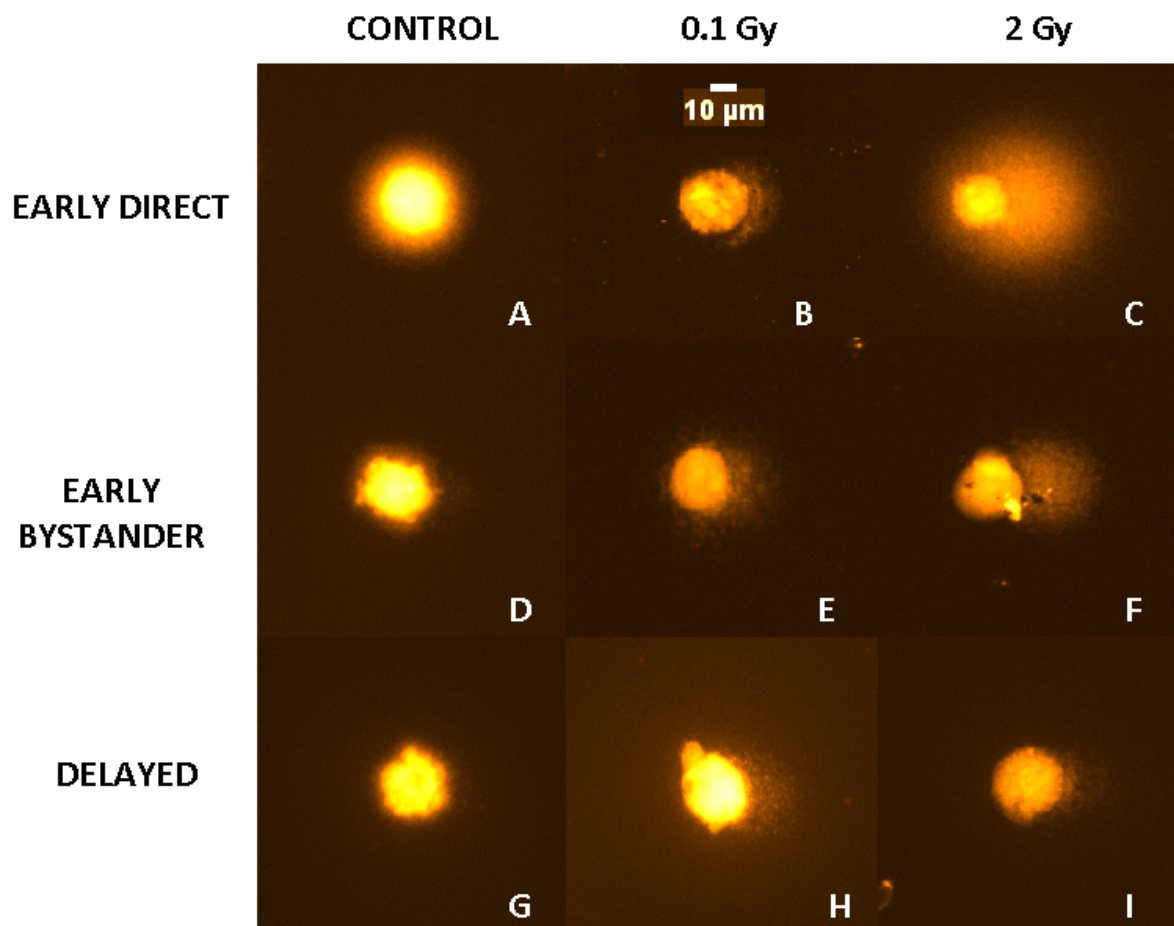 CONTROL 0.1 Gy 2 Gy
10 µm
EARLY DIRECT
A B C
EARLY
BYSTANDER
D E F
DELAYED
G H I